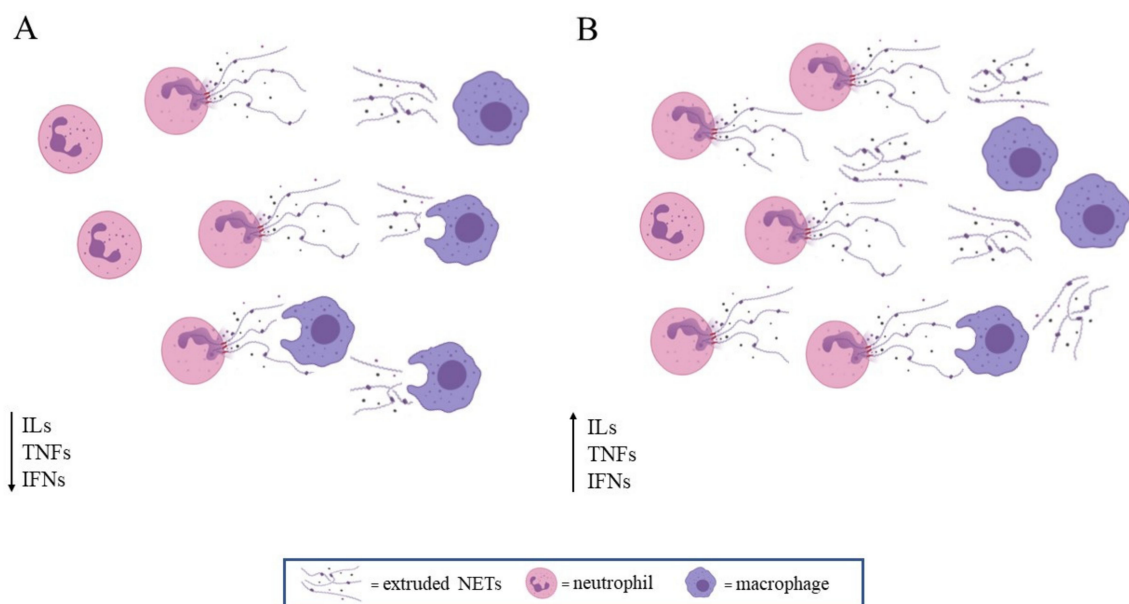 A
B
ILs
TNFs
IFNs
ILs
TNFs
IFNs
= extruded NETs = neutrophil = macrophage